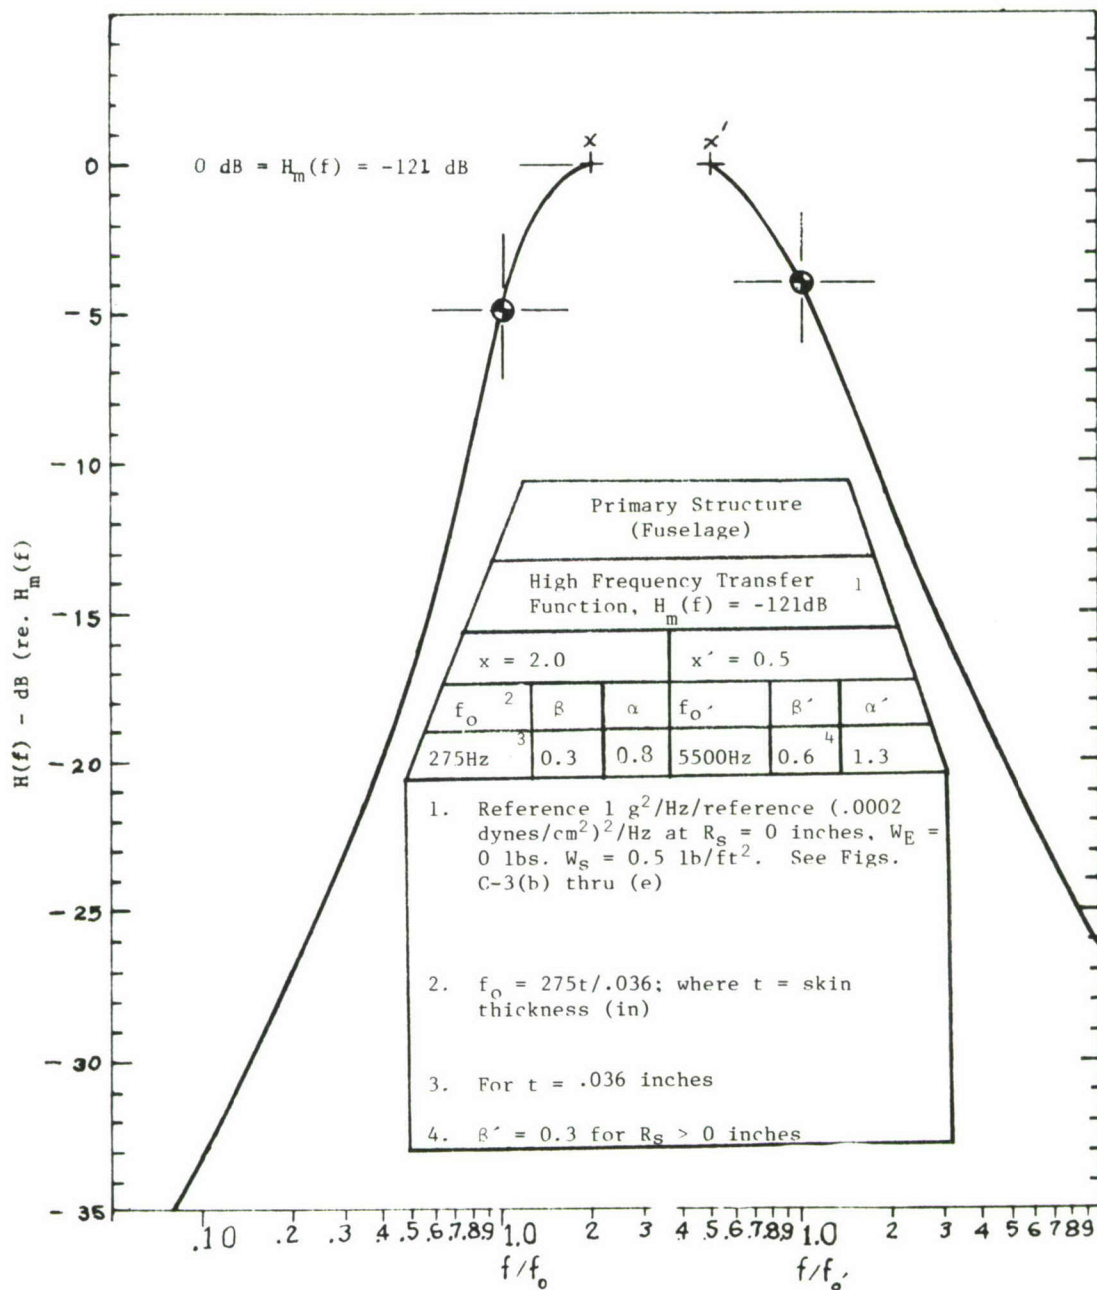 x x′
0 0 dB = H_m(f) = -121 dB
- 5
- 10
- 15
- 20
- 25
- 30
- 35
H(f) - dB (re. H_m(f)
Primary Structure
(Fuselage)
High Frequency Transfer 1
Function, H_m(f) = -121dB
x = 2.0 x′ = 0.5
f_o 2 β α f_o′ β′ α′
275Hz 3 0.3 0.8 5500Hz 0.6 4 1.3
1. Reference 1 g²/Hz/reference (.0002
dynes/cm²)²/Hz at R_s = 0 inches, W_E =
0 lbs. W_s = 0.5 lb/ft². See Figs.
C-3(b) thru (e)
2. f_o = 275t/.036; where t = skin
thickness (in)
3. For t = .036 inches
4. β′ = 0.3 for R_s > 0 inches
.10 .2 .3 .4 .5 .6 .7 .8 .9 1.0 2 3 .4 .5 .6 .7 .8 .9 1.0 2 3 4 5 6 7 8 9
f/f_o f/f_o′